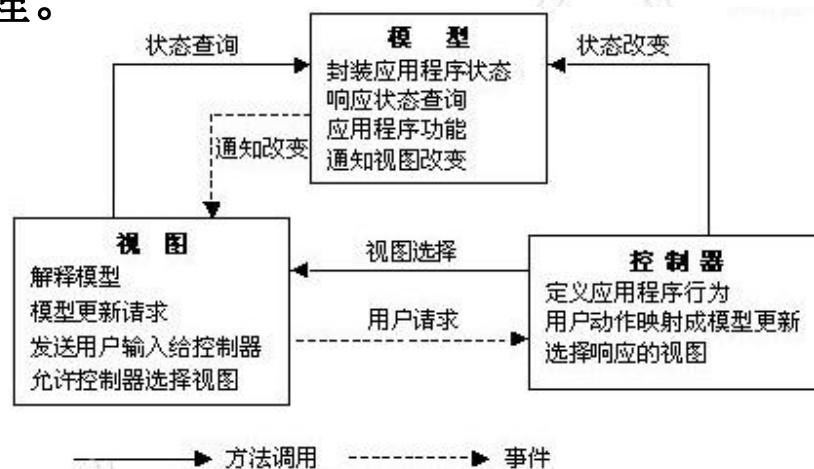 生。
模 型
封装应用程序状态
响应状态查询
应用程序功能
通知视图改变
状态查询
状态改变
通知改变
视 图
解释模型
模型更新请求
发送用户输入给控制器
允许控制器选择视图
视图选择
用户请求
控 制 器
定义应用程序行为
用户动作映射成模型更新
选择响应的视图
方法调用
事件